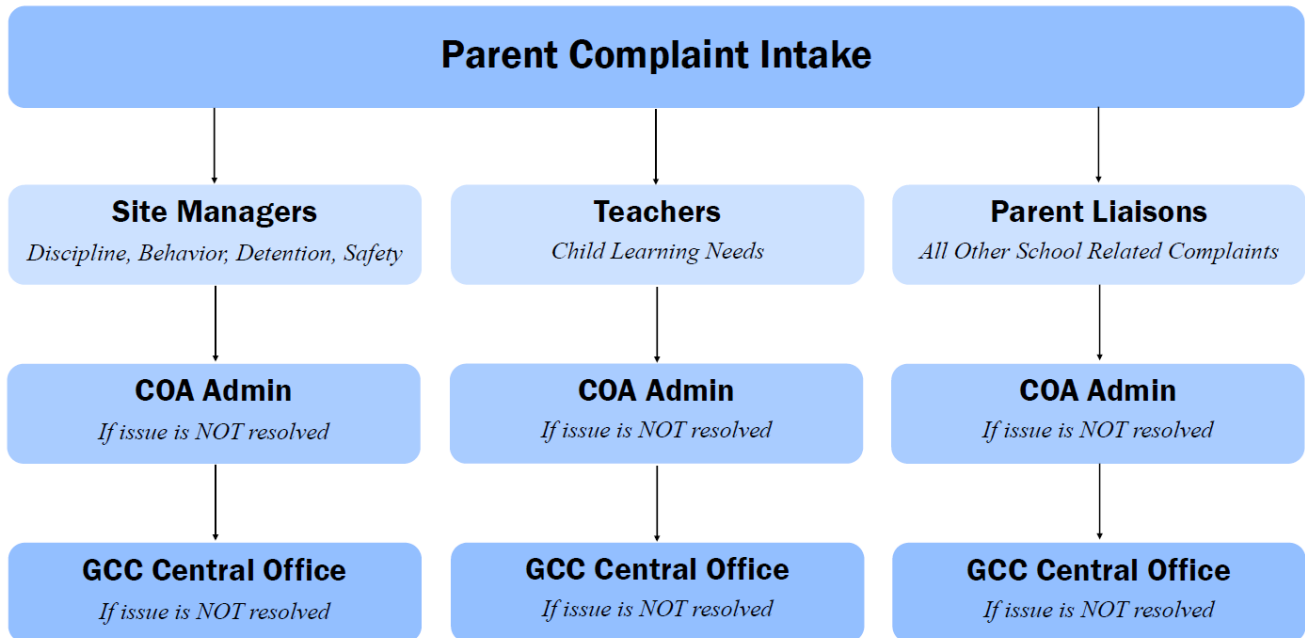 Parent Complaint Intake
Site Managers
Discipline, Behavior, Detention, Safety
Teachers
Child Learning Needs
Parent Liaisons
All Other School Related Complaints
COA Admin
If issue is NOT resolved
COA Admin
If issue is NOT resolved
COA Admin
If issue is NOT resolved
GCC Central Office
If issue is NOT resolved
GCC Central Office
If issue is NOT resolved
GCC Central Office
If issue is NOT resolved